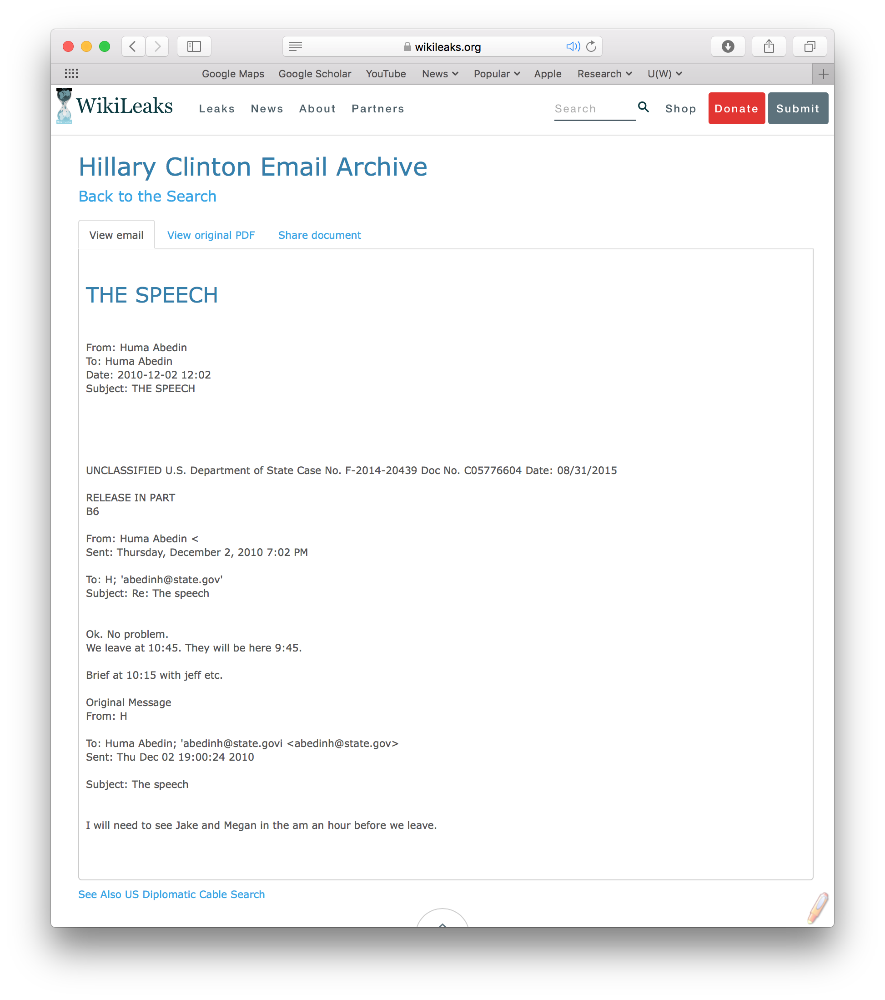 wikileaks.org
Google Maps Google Scholar YouTube News Popular Apple Research U(W)
WikiLeaks Leaks News About Partners Search Shop Donate Submit
Hillary Clinton Email Archive
Back to the Search
View email View original PDF Share document
THE SPEECH
From: Huma Abedin
To: Huma Abedin
Date: 2010-12-02 12:02
Subject: THE SPEECH
UNCLASSIFIED U.S. Department of State Case No. F-2014-20439 Doc No. C05776604 Date: 08/31/2015
RELEASE IN PART
B6
From: Huma Abedin <
Sent: Thursday, December 2, 2010 7:02 PM
To: H; 'abedinh@state.gov'
Subject: Re: The speech
Ok. No problem.
We leave at 10:45. They will be here 9:45.
Brief at 10:15 with jeff etc.
Original Message
From: H
To: Huma Abedin; 'abedinh@state.govi <abedinh@state.gov>
Sent: Thu Dec 02 19:00:24 2010
Subject: The speech
I will need to see Jake and Megan in the am an hour before we leave.
See Also US Diplomatic Cable Search